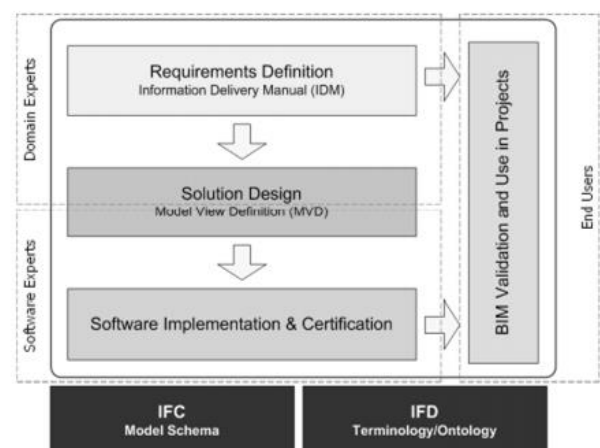 Domain Experts
Requirements Definition
Information Delivery Manual (IDM)
Solution Design
Model View Definition (MVD)
Software Experts
Software Implementation & Certification
BIM Validation and Use in Projects
End Users
IFC
Model Schema
IFD
Terminology/Ontology